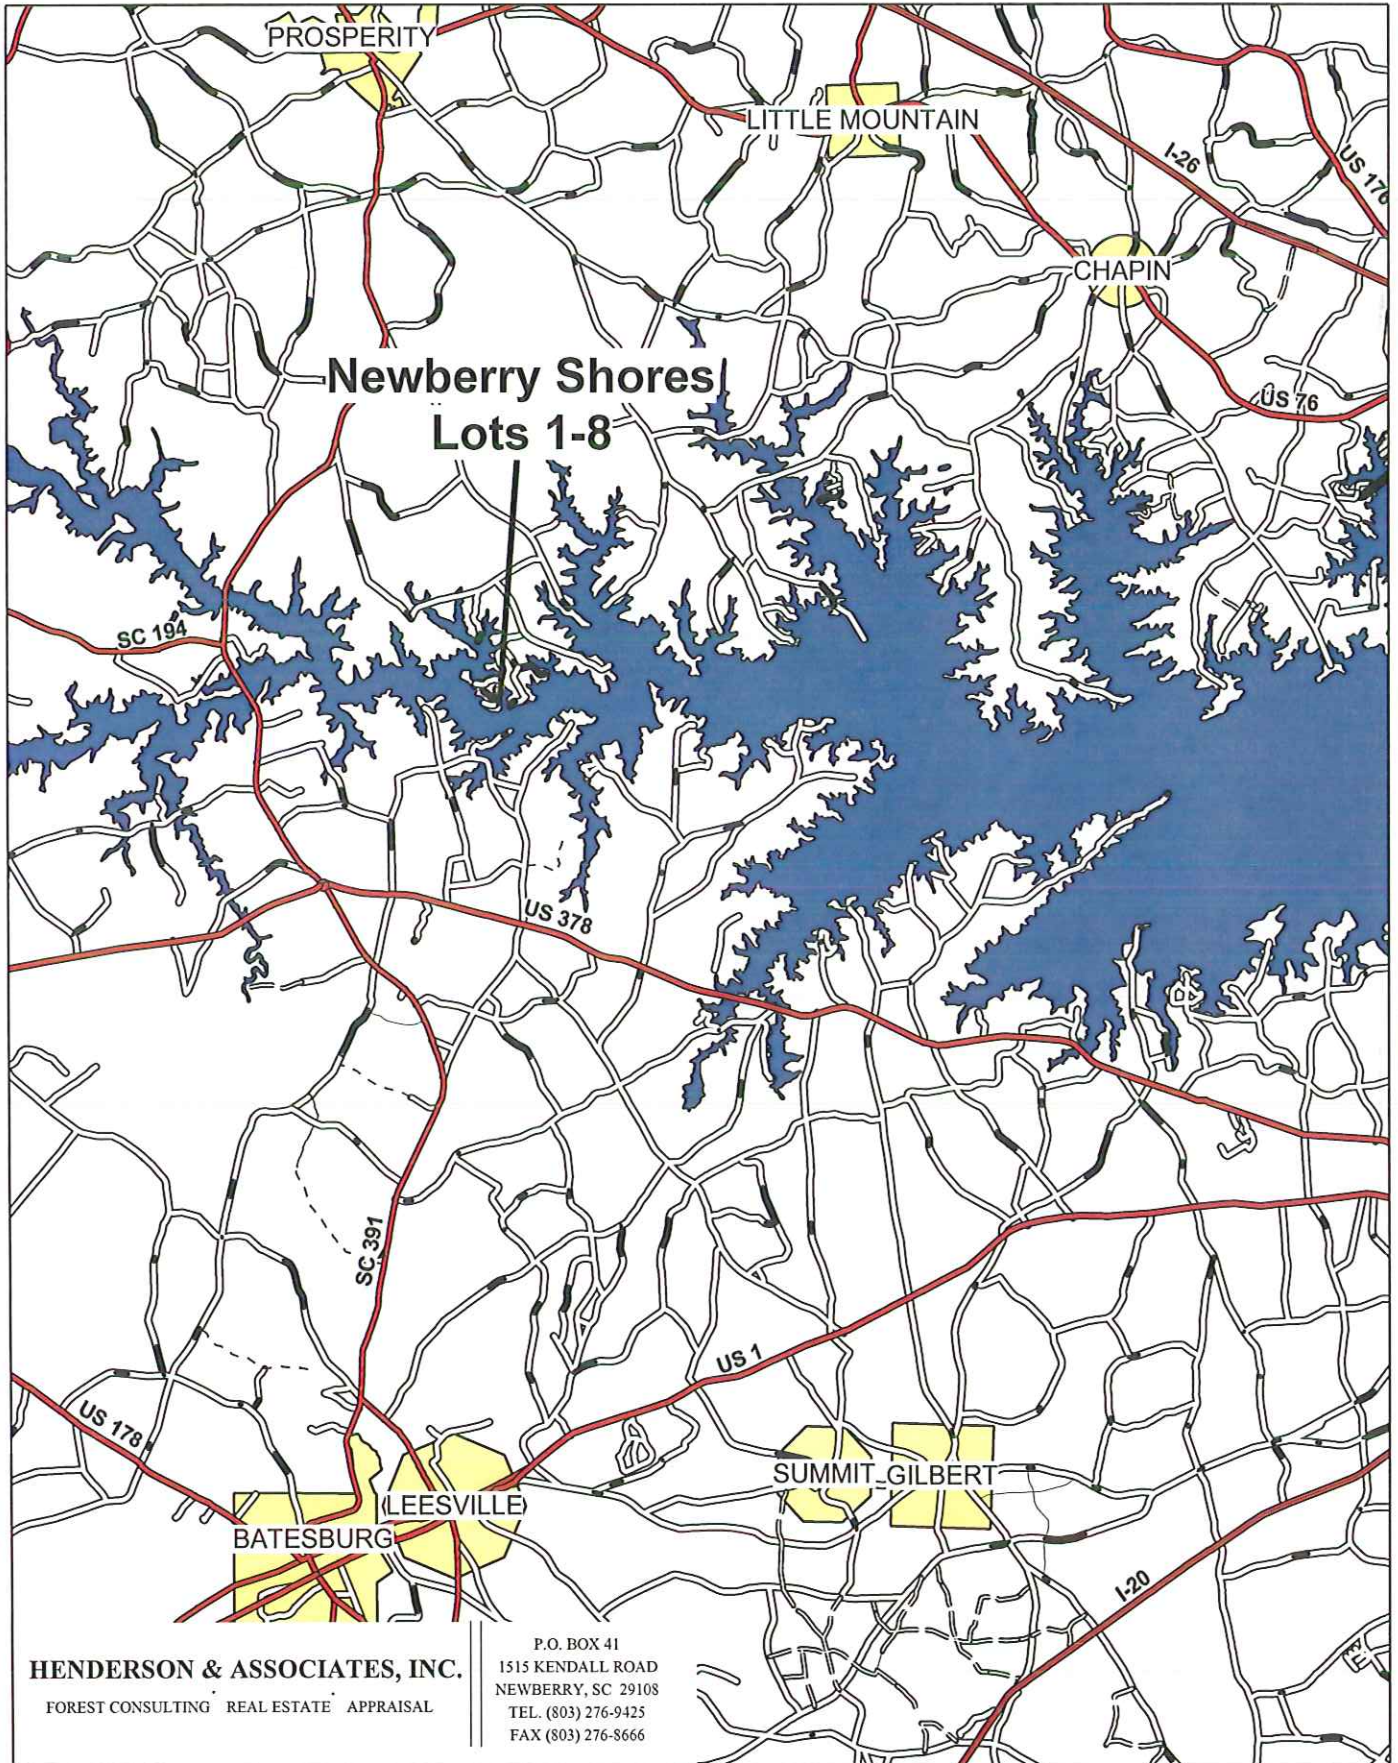 PROSPERITY
LITTLE MOUNTAIN
I-26
US 176
CHAPIN
Newberry Shores
Lots 1-8
US 76
SC 194
US 378
SC 391
US 1
US 178
SUMMIT
GILBERT
LEESVILLE
BATESBURG
I-20
HENDERSON & ASSOCIATES, INC.
FOREST CONSULTING · REAL ESTATE · APPRAISAL
P.O. BOX 41
1515 KENDALL ROAD
NEWBERRY, SC 29108
TEL. (803) 276-9425
FAX (803) 276-8666